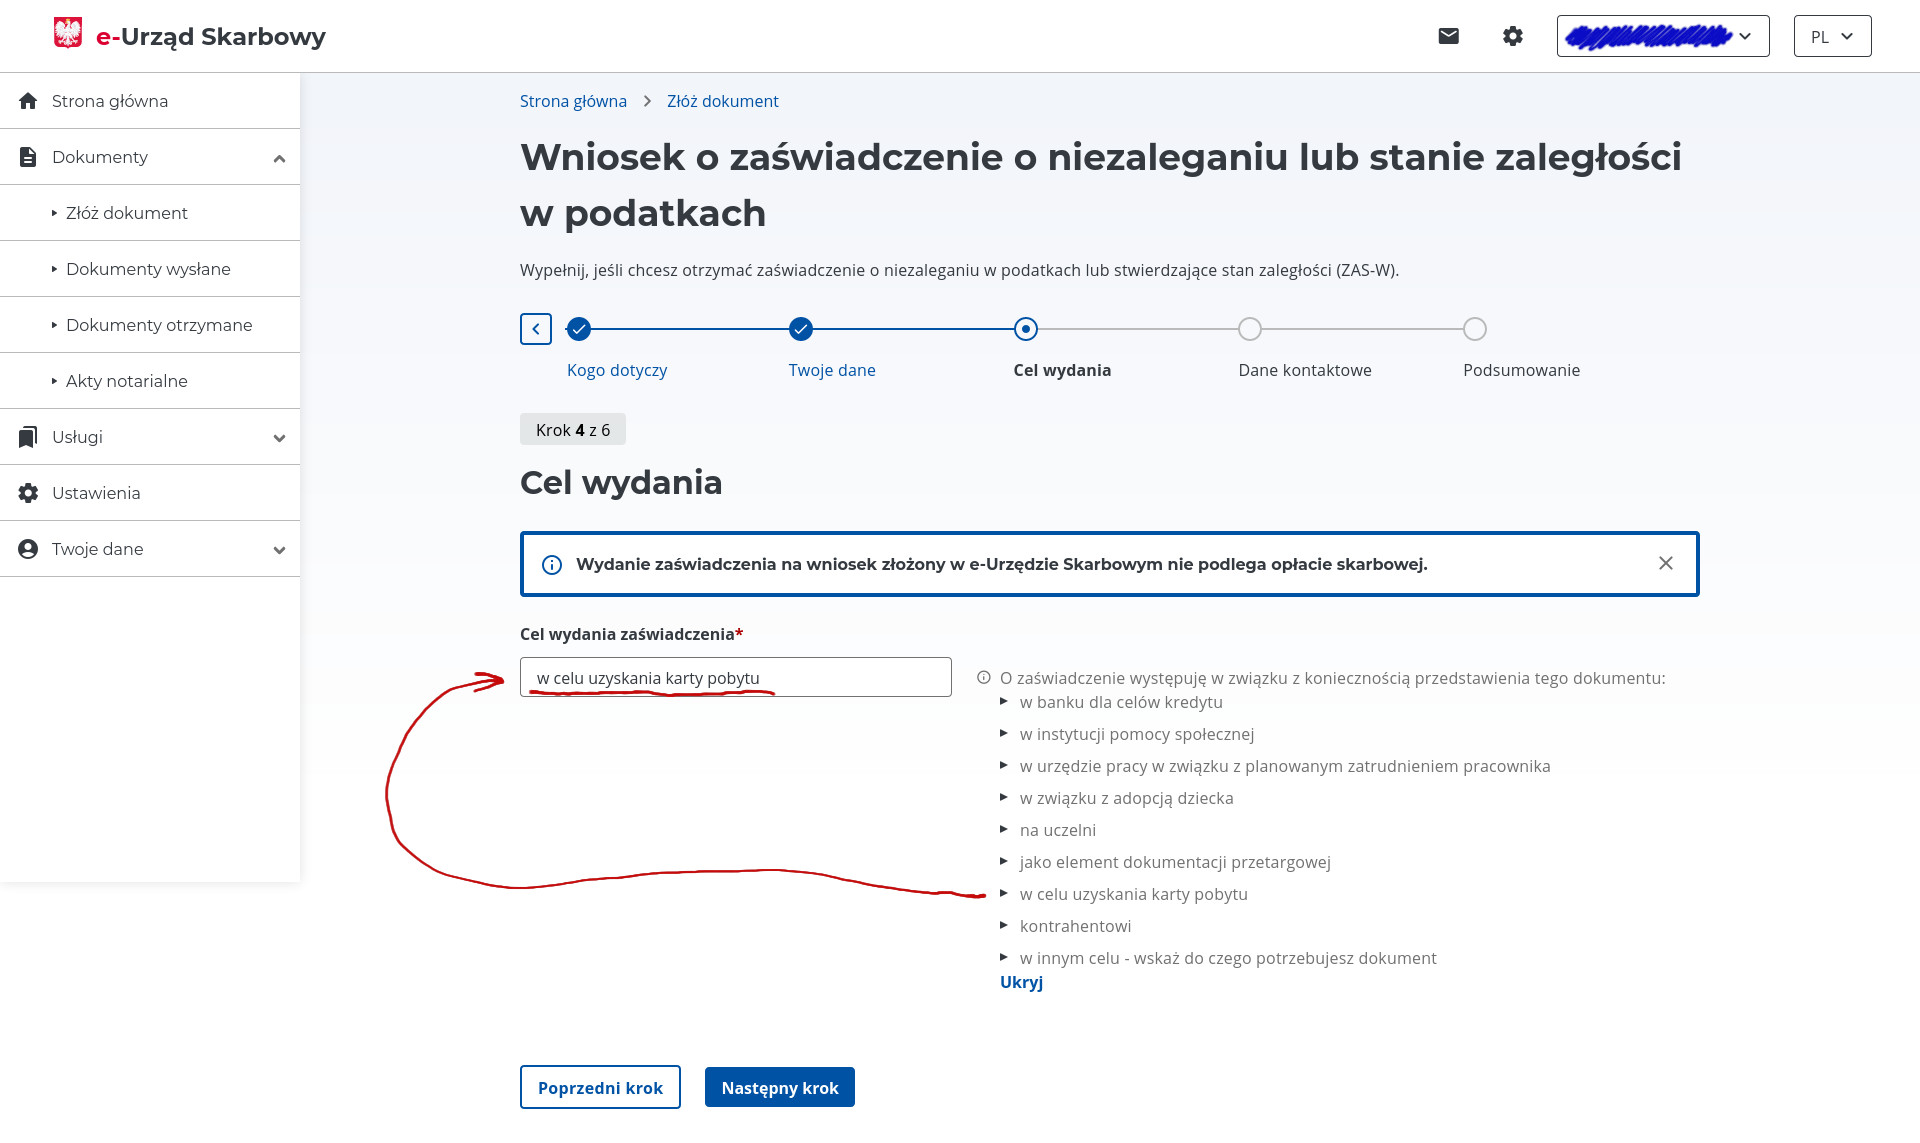 e-Urząd Skarbowy
PL
Strona główna
Dokumenty
Złóż dokument
Dokumenty wysłane
Dokumenty otrzymane
Akty notarialne
Usługi
Ustawienia
Twoje dane
Strona główna > Złóż dokument
Wniosek o zaświadczenie o niezaleganiu lub stanie zaległości
w podatkach
Wypełnij, jeśli chcesz otrzymać zaświadczenie o niezaleganiu w podatkach lub stwierdzające stan zaległości (ZAS-W).
Kogo dotyczy Twoje dane Cel wydania Dane kontaktowe Podsumowanie
Krok 4 z 6
Cel wydania
Wydanie zaświadczenia na wniosek złożony w e-Urzędzie Skarbowym nie podlega opłacie skarbowej.
Cel wydania zaświadczenia*
w celu uzyskania karty pobytu
O zaświadczenie występuję w związku z koniecznością przedstawienia tego dokumentu:
w banku dla celów kredytu
w instytucji pomocy społecznej
w urzędzie pracy w związku z planowanym zatrudnieniem pracownika
w związku z adopcją dziecka
na uczelni
jako element dokumentacji przetargowej
w celu uzyskania karty pobytu
kontrahentowi
w innym celu - wskaż do czego potrzebujesz dokument
Ukryj
Poprzedni krok Następny krok